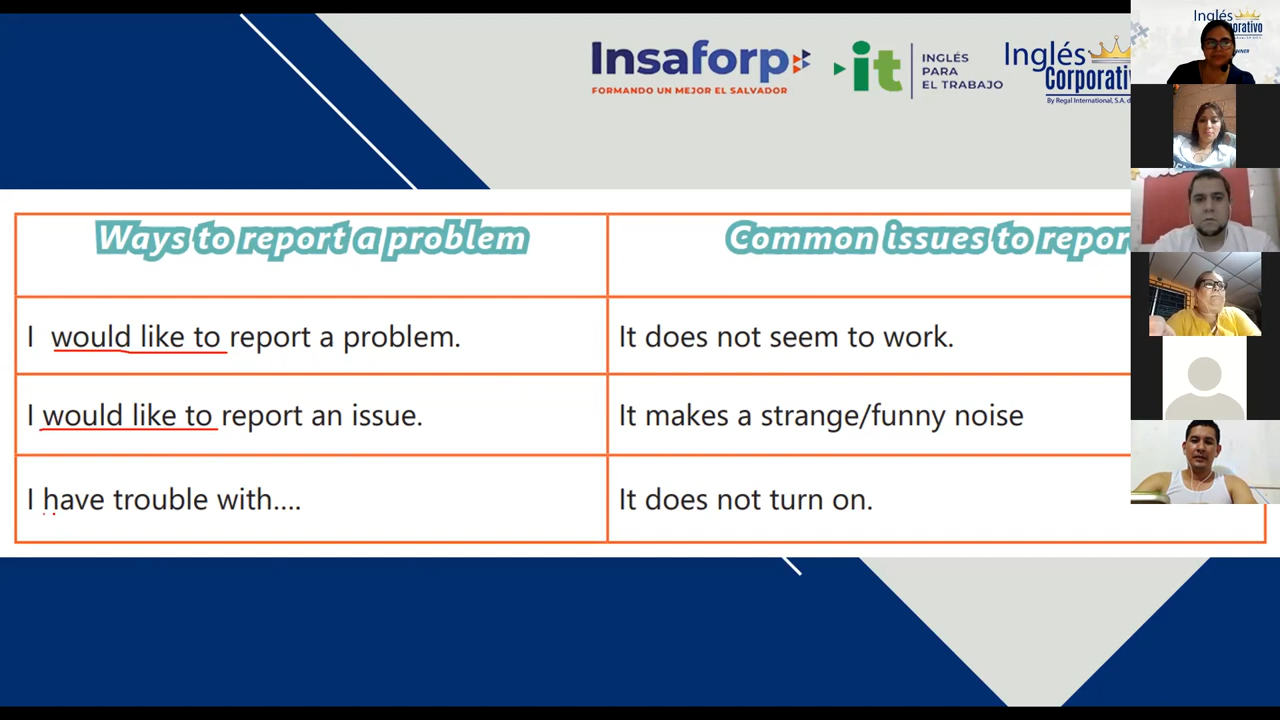 Insaforp
FORMANDO UN MEJOR EL SALVADOR
it
INGLÉS
PARA
EL TRABAJO
Inglés
Corporativ
By Regal International, S.A. d
Inglés
orativo
Ways to report a problem
Common issues to repor
I would like to report a problem.
It does not seem to work.
I would like to report an issue.
It makes a strange/funny noise
I have trouble with....
It does not turn on.